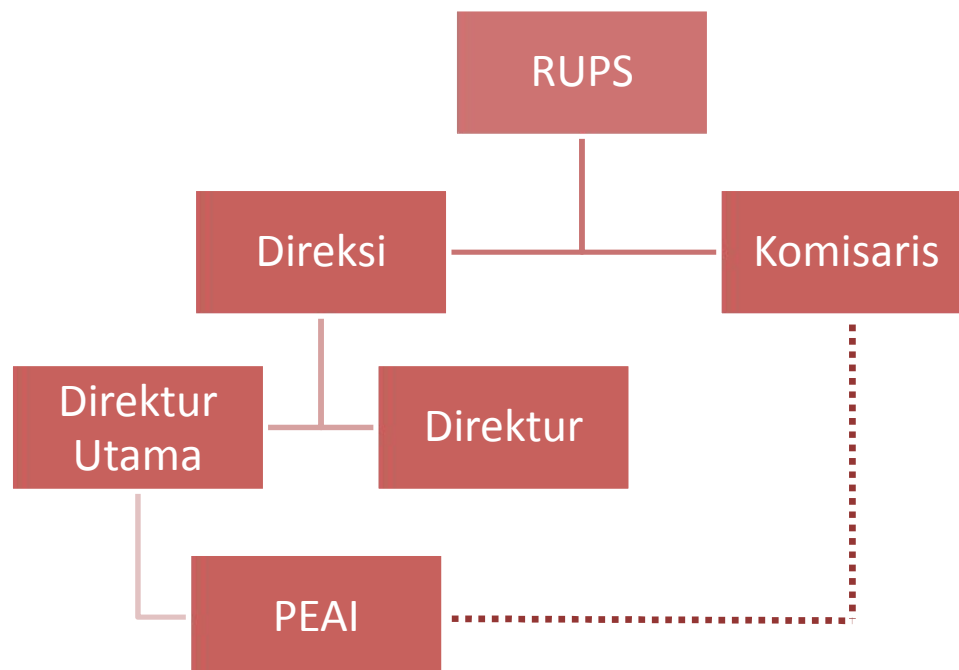 RUPS
Direksi
Komisaris
Direktur
Utama
Direktur
PEAI